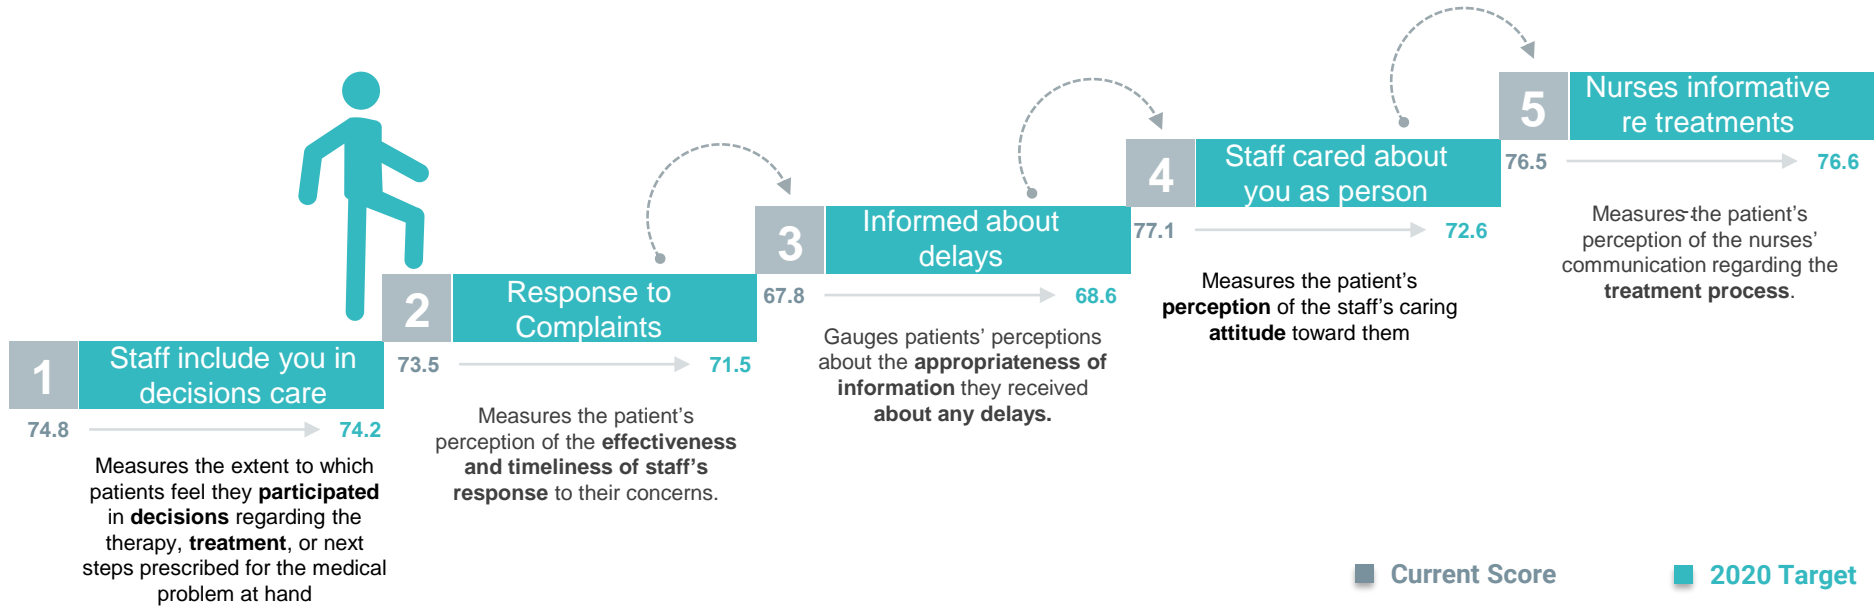 1
Staff include you in
decisions care
74.8
74.2
Measures the extent to which
patients feel they participated
in decisions regarding the
therapy, treatment, or next
steps prescribed for the medical
problem at hand
2
Response to
Complaints
73.5
71.5
Measures the patient’s
perception of the effectiveness
and timeliness of staff’s
response to their concerns.
3
Informed about
delays
67.8
68.6
Gauges patients’ perceptions
about the appropriateness of
information they received
about any delays.
4
Staff cared about
you as person
77.1
72.6
Measures the patient’s
perception of the staff’s caring
attitude toward them
5
Nurses informative
re treatments
76.5
76.6
Measures the patient’s
perception of the nurses’
communication regarding the
treatment process.
Current Score
2020 Target